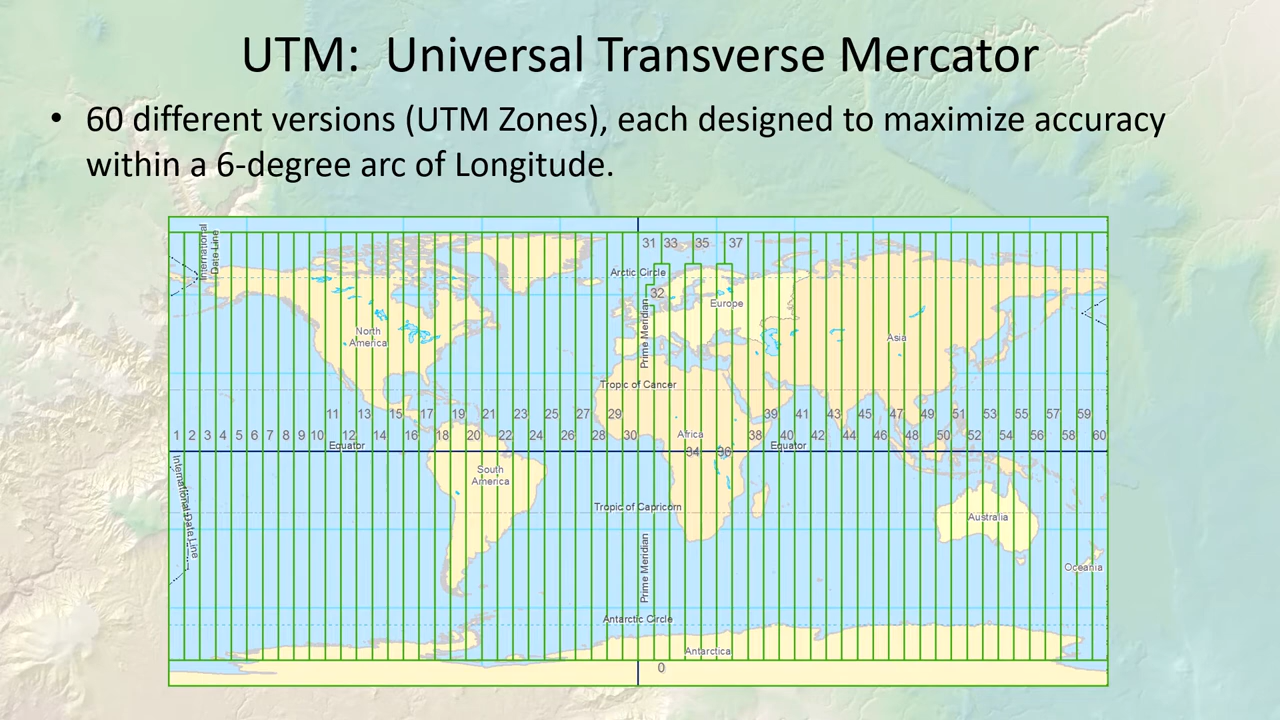 UTM:  Universal Transverse Mercator
• 60 different versions (UTM Zones), each designed to maximize accuracy
within a 6-degree arc of Longitude.
International
Date Line
31 33 35 37
Arctic Circle
32
Europe
Prime Meridian
North
America
Asia
Tropic of Cancer
11 13 15 17 19 21 23 25 27 29 39 41 43 45 47 49 51 53 55 57 59
1 2 3 4 5 6 7 8 9 10 12 14 16 18 20 22 24 26 28 30 Africa 38 40 42 44 46 48 50 52 54 56 58 60
Equator Equator
34 36
International Date Line
South
America
Tropic of Capricorn
Australia
Prime Meridian
Oceania
Antarctic Circle
Antarctica
0